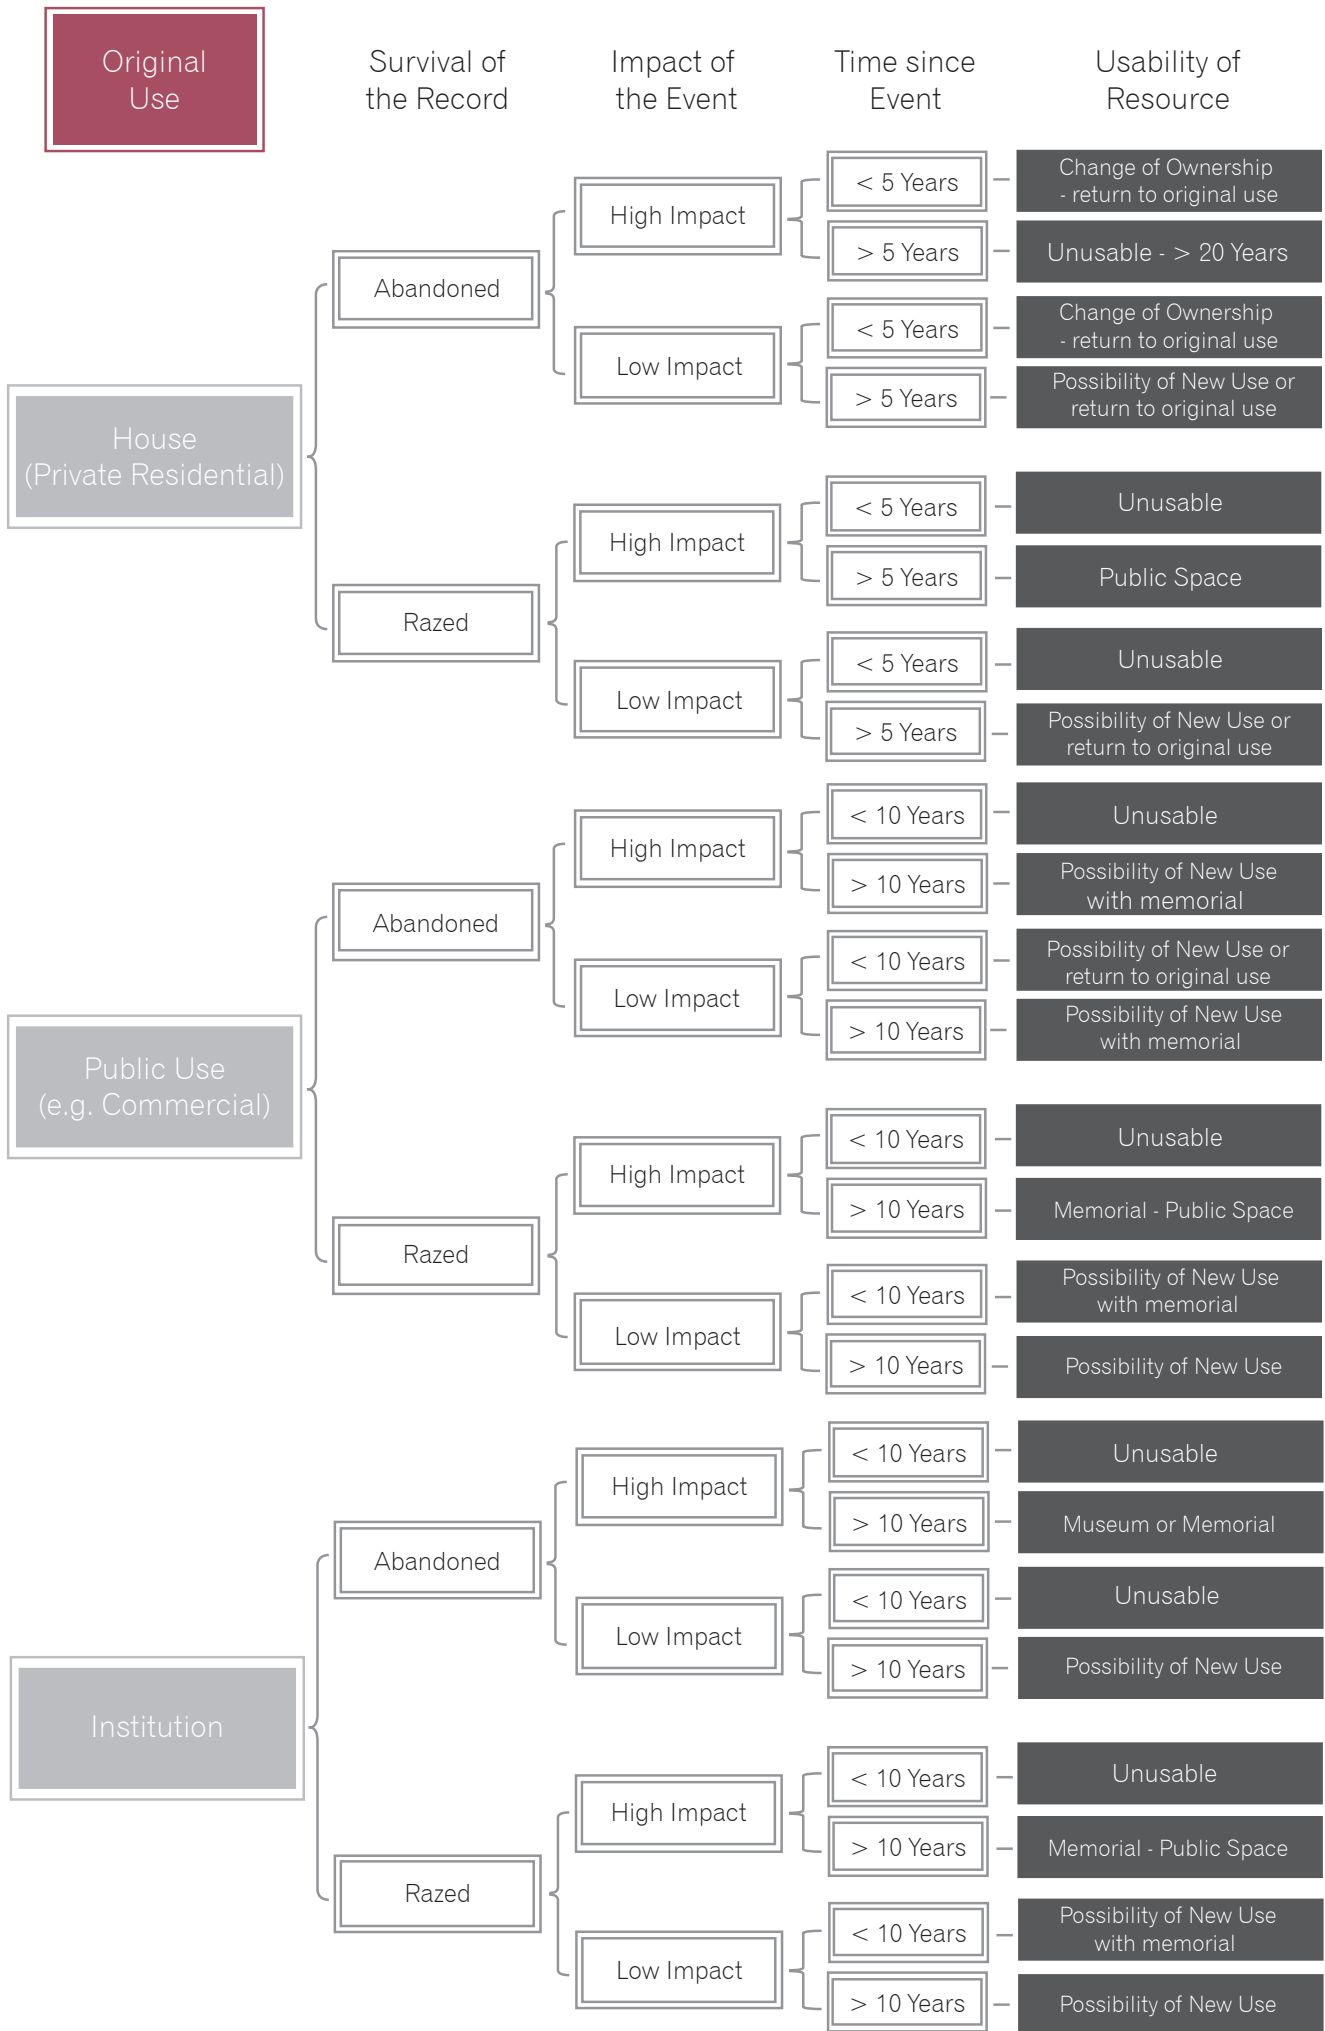 Original
Use
Survival of
the Record
Impact of
the Event
Time since
Event
Usability of
Resource
House
(Private Residential)
Abandoned
High Impact
< 5 Years
Change of Ownership
- return to original use
> 5 Years
Unusable - > 20 Years
Low Impact
< 5 Years
Change of Ownership
- return to original use
> 5 Years
Possibility of New Use or
return to original use
Razed
High Impact
< 5 Years
Unusable
> 5 Years
Public Space
Low Impact
< 5 Years
Unusable
> 5 Years
Possibility of New Use or
return to original use
Public Use
(e.g. Commercial)
Abandoned
High Impact
< 10 Years
Unusable
> 10 Years
Possibility of New Use
with memorial
Low Impact
< 10 Years
Possibility of New Use or
return to original use
> 10 Years
Possibility of New Use
with memorial
Razed
High Impact
< 10 Years
Unusable
> 10 Years
Memorial - Public Space
Low Impact
< 10 Years
Possibility of New Use
with memorial
> 10 Years
Possibility of New Use
Institution
Abandoned
High Impact
< 10 Years
Unusable
> 10 Years
Museum or Memorial
Low Impact
< 10 Years
Unusable
> 10 Years
Possibility of New Use
Razed
High Impact
< 10 Years
Unusable
> 10 Years
Memorial - Public Space
Low Impact
< 10 Years
Possibility of New Use
with memorial
> 10 Years
Possibility of New Use